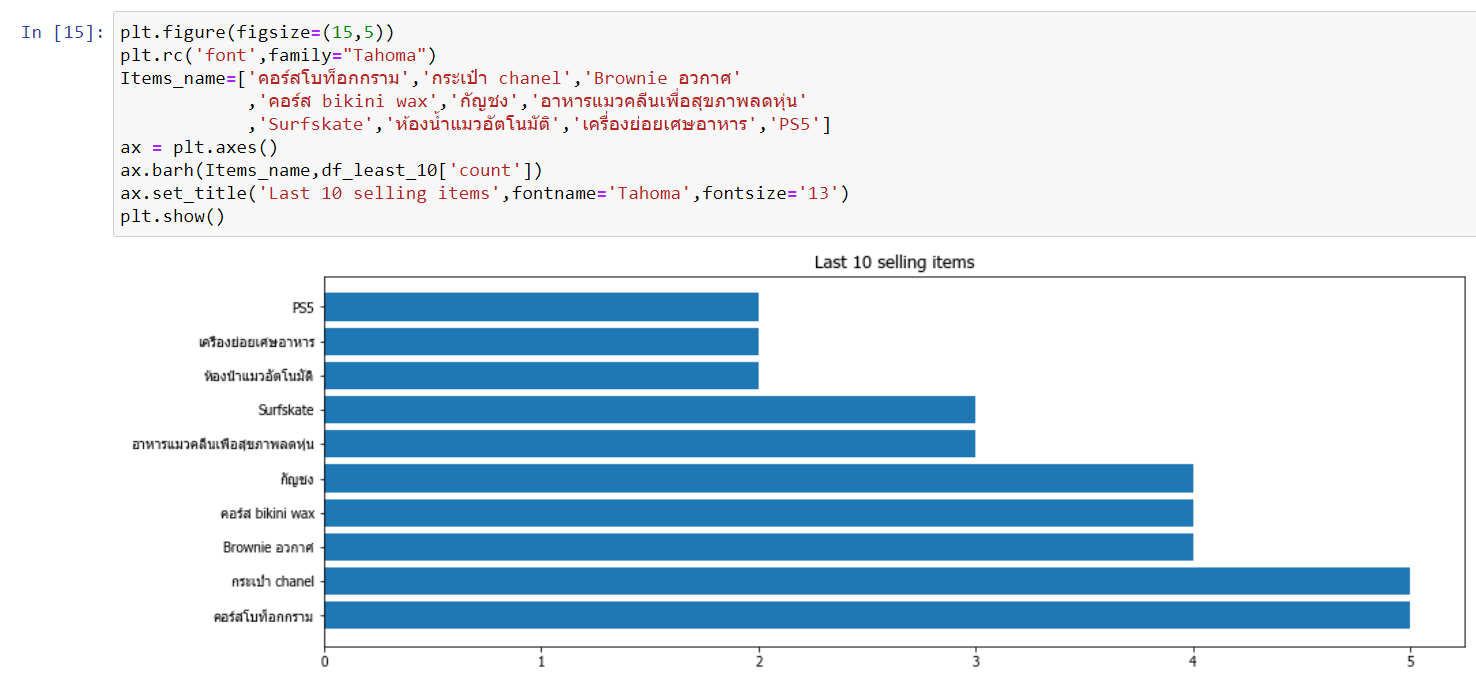 In [15]:
plt.figure(figsize=(15,5))
plt.rc('font',family="Tahoma")
Items_name=['คอร์สโบท็อกกราม','กระเป๋า chanel','Brownie อวกาศ'
,'คอร์ส bikini wax','กัญชง','อาหารแมวคลีนเพื่อสุขภาพลดหุ่น'
,'Surfskate','ห้องน้ำแมวอัตโนมัติ','เครื่องย่อยเศษอาหาร','PS5']
ax = plt.axes()
ax.barh(Items_name,df_least_10['count'])
ax.set_title('Last 10 selling items',fontname='Tahoma',fontsize='13')
plt.show()
Last 10 selling items
PS5
เครื่องย่อยเศษอาหาร
ห้องน้ำแมวอัตโนมัติ
Surfskate
อาหารแมวคลีนเพื่อสุขภาพลดหุ่น
กัญชง
คอร์ส bikini wax
Brownie อวกาศ
กระเป๋า chanel
คอร์สโบท็อกกราม
0 1 2 3 4 5